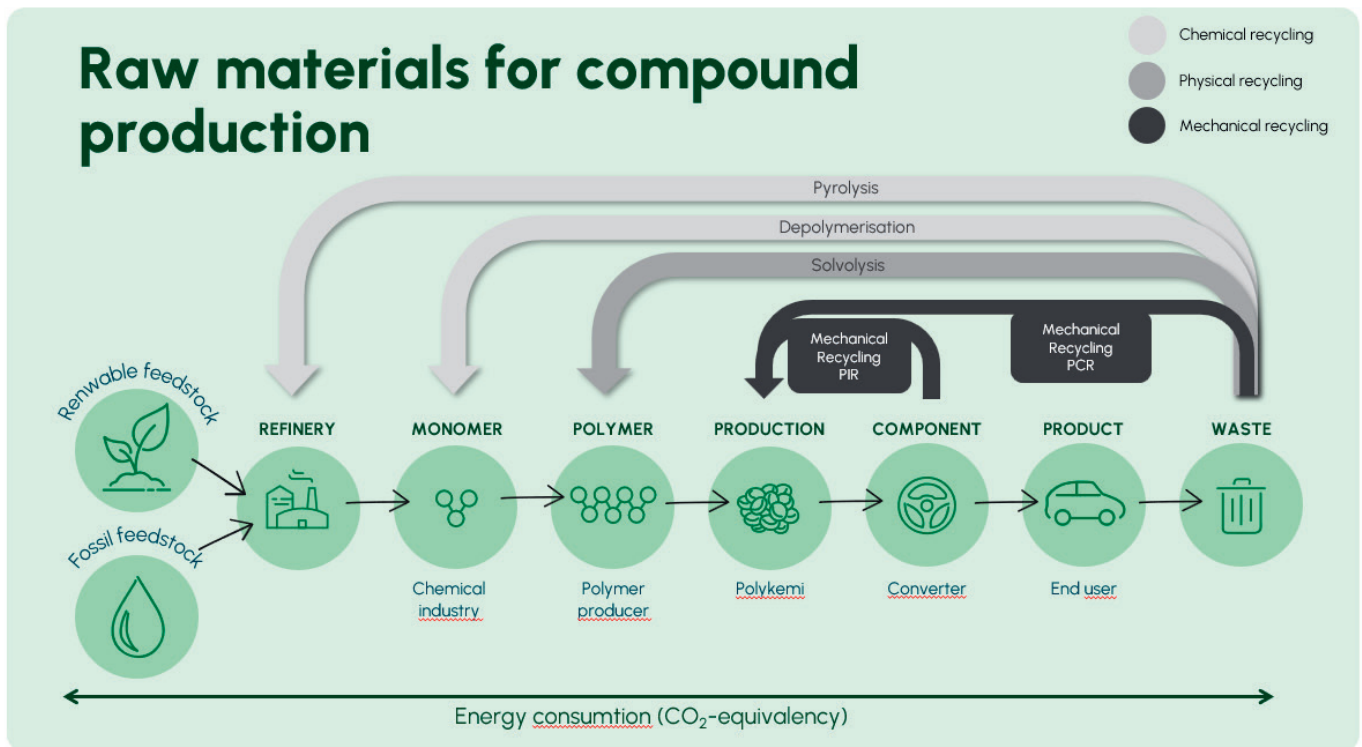 Raw materials for compound
production
Chemical recycling
Physical recycling
Mechanical recycling
Pyrolysis
Depolymerisation
Solvolysis
Mechanical
Recycling
PIR
Mechanical
Recycling
PCR
Renwable feedstock
Fossil feedstock
REFINERY
MONOMER
POLYMER
PRODUCTION
COMPONENT
PRODUCT
WASTE
Chemical
industry
Polymer
producer
Polykemi
Converter
End user
Energy consumtion (CO₂-equivalency)